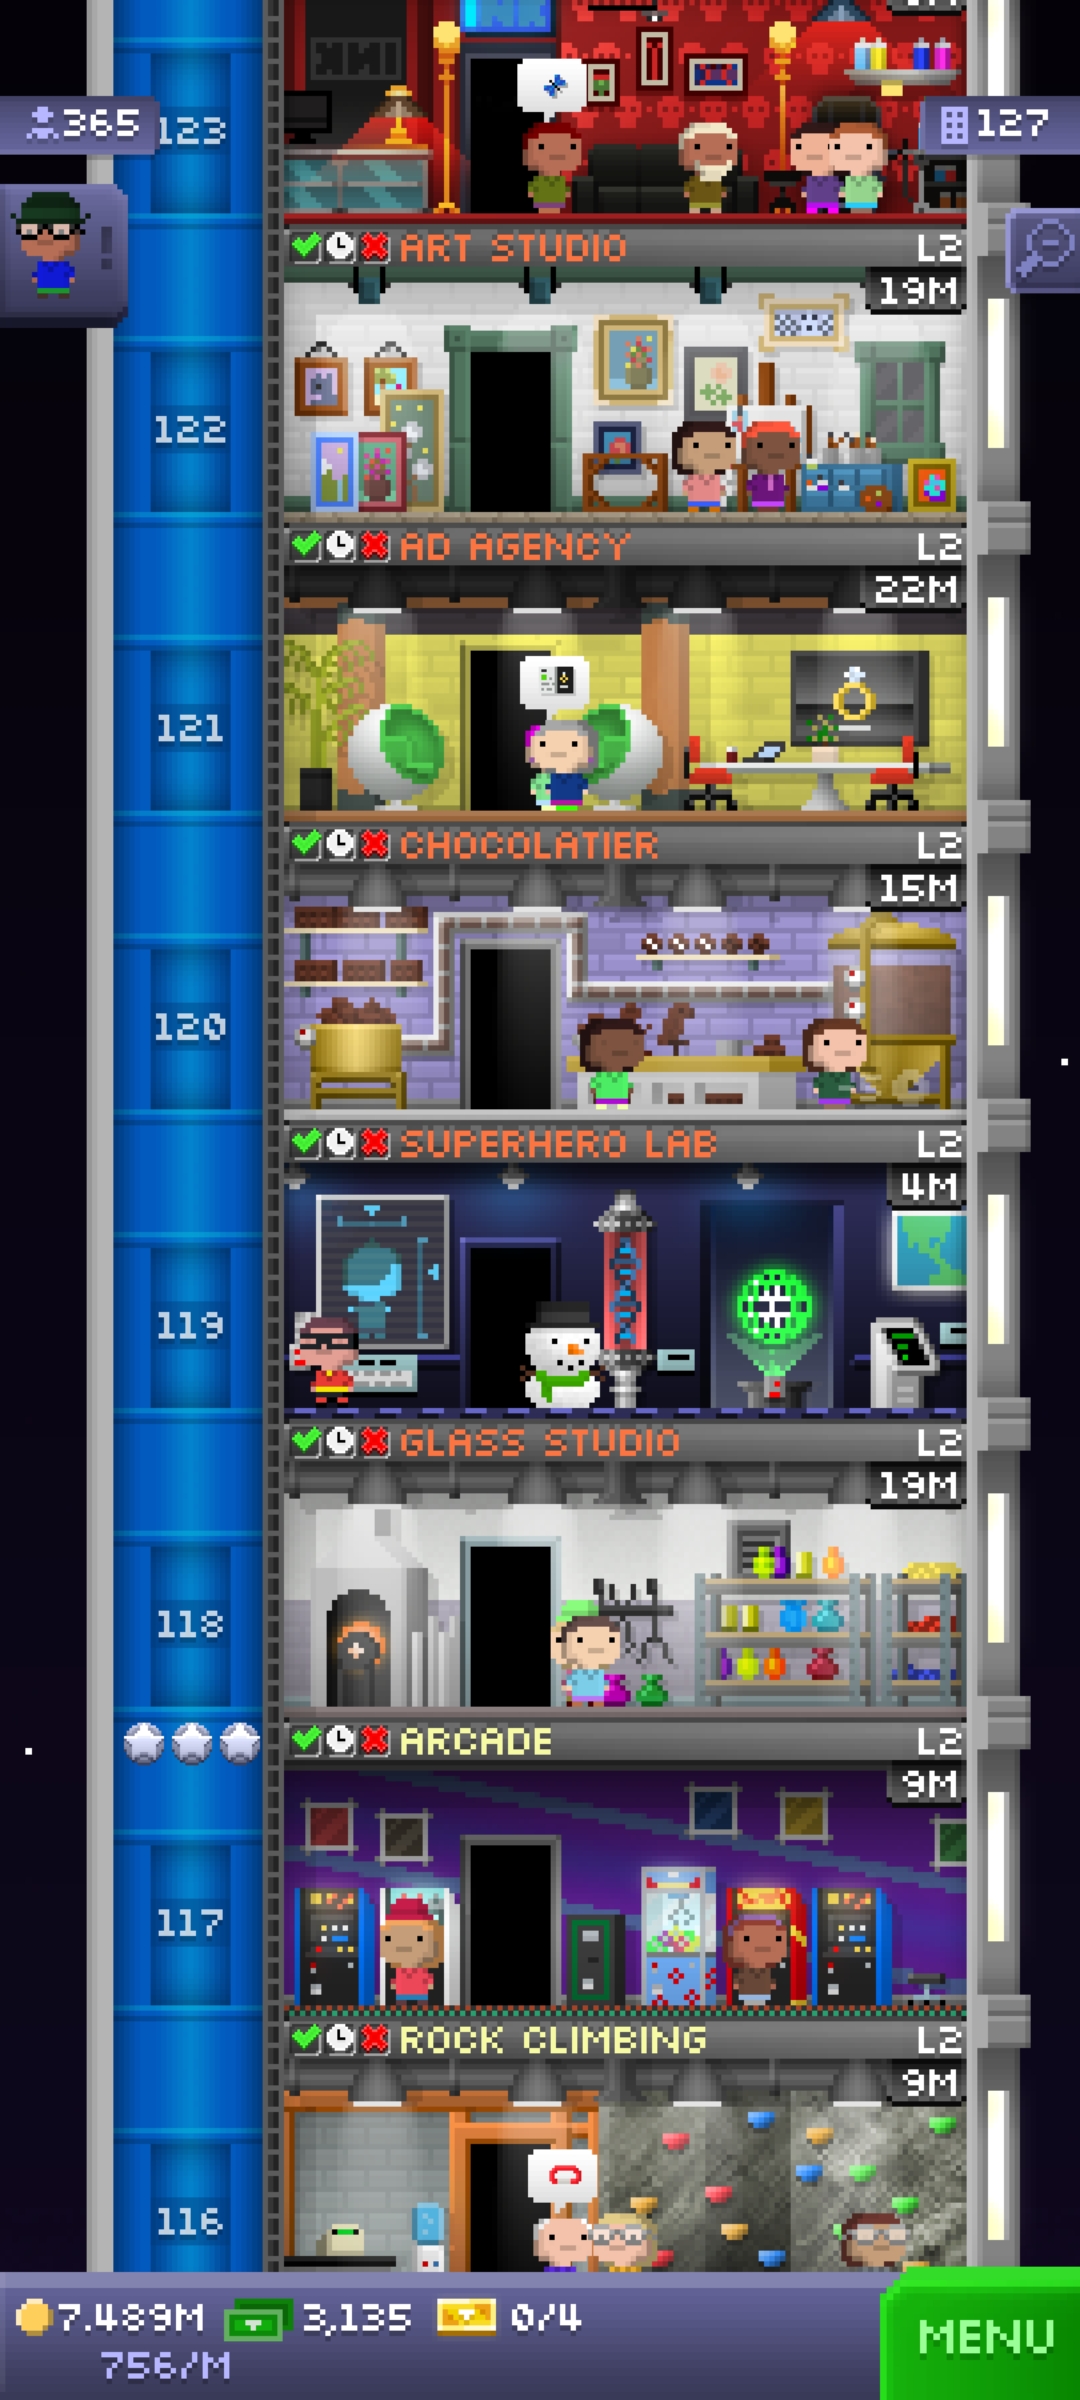 365
123
127
ART STUDIO L2
19M
122
AD AGENCY L2
22M
121
CHOCOLATIER L2
15M
120
SUPERHERO LAB L2
4M
119
GLASS STUDIO L2
19M
118
ARCADE L2
9M
117
ROCK CLIMBING L2
9M
116
7.489M 3,135 0/4
756/M
MENU